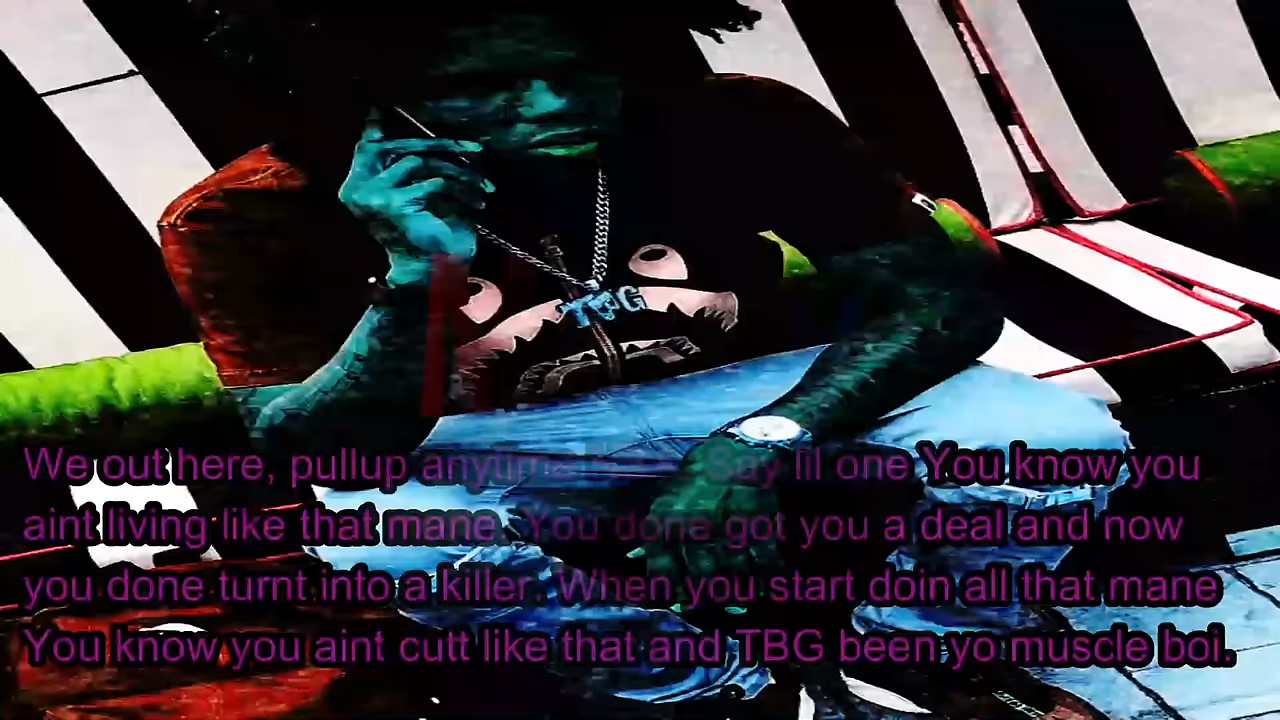 TBG
We out here, pullup anytime Say lil one You know you
aint living like that mane. You done got you a deal and now
you done turnt into a killer. When you start doin all that mane
You know you aint cutt like that and TBG been yo muscle boi.